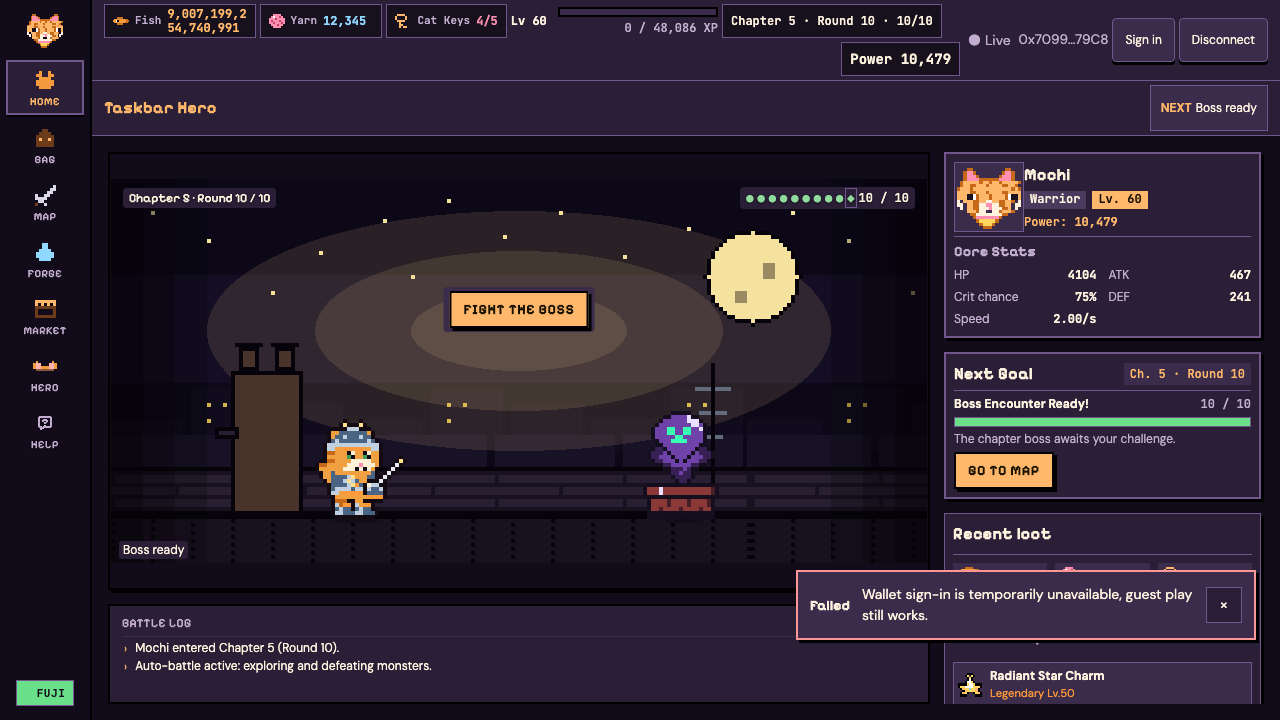 Fish 9,007,199,2
54,740,991
Yarn 12,345
Cat Keys 4/5
Lv 60
0 / 48,086 XP
Chapter 5 · Round 10 · 10/10
Power 10,479
Live
0x7099…79C8
Sign in
Disconnect
HOME
BAG
MAP
FORGE
MARKET
HERO
HELP
FUJI
Taskbar Hero
NEXT Boss ready
Chapter 5 · Round 10 / 10
10 / 10
FIGHT THE BOSS
Boss ready
BATTLE LOG
› Mochi entered Chapter 5 (Round 10).
› Auto-battle active: exploring and defeating monsters.
Mochi
Warrior
Lv. 60
Power: 10,479
Core Stats
HP 4104 ATK 467
Crit chance 75% DEF 241
Speed 2.00/s
Next Goal
Ch. 5 · Round 10
Boss Encounter Ready!
10 / 10
The chapter boss awaits your challenge.
GO TO MAP
Recent loot
Failed
Wallet sign-in is temporarily unavailable, guest play
still works.
×
Radiant Star Charm
Legendary Lv.50